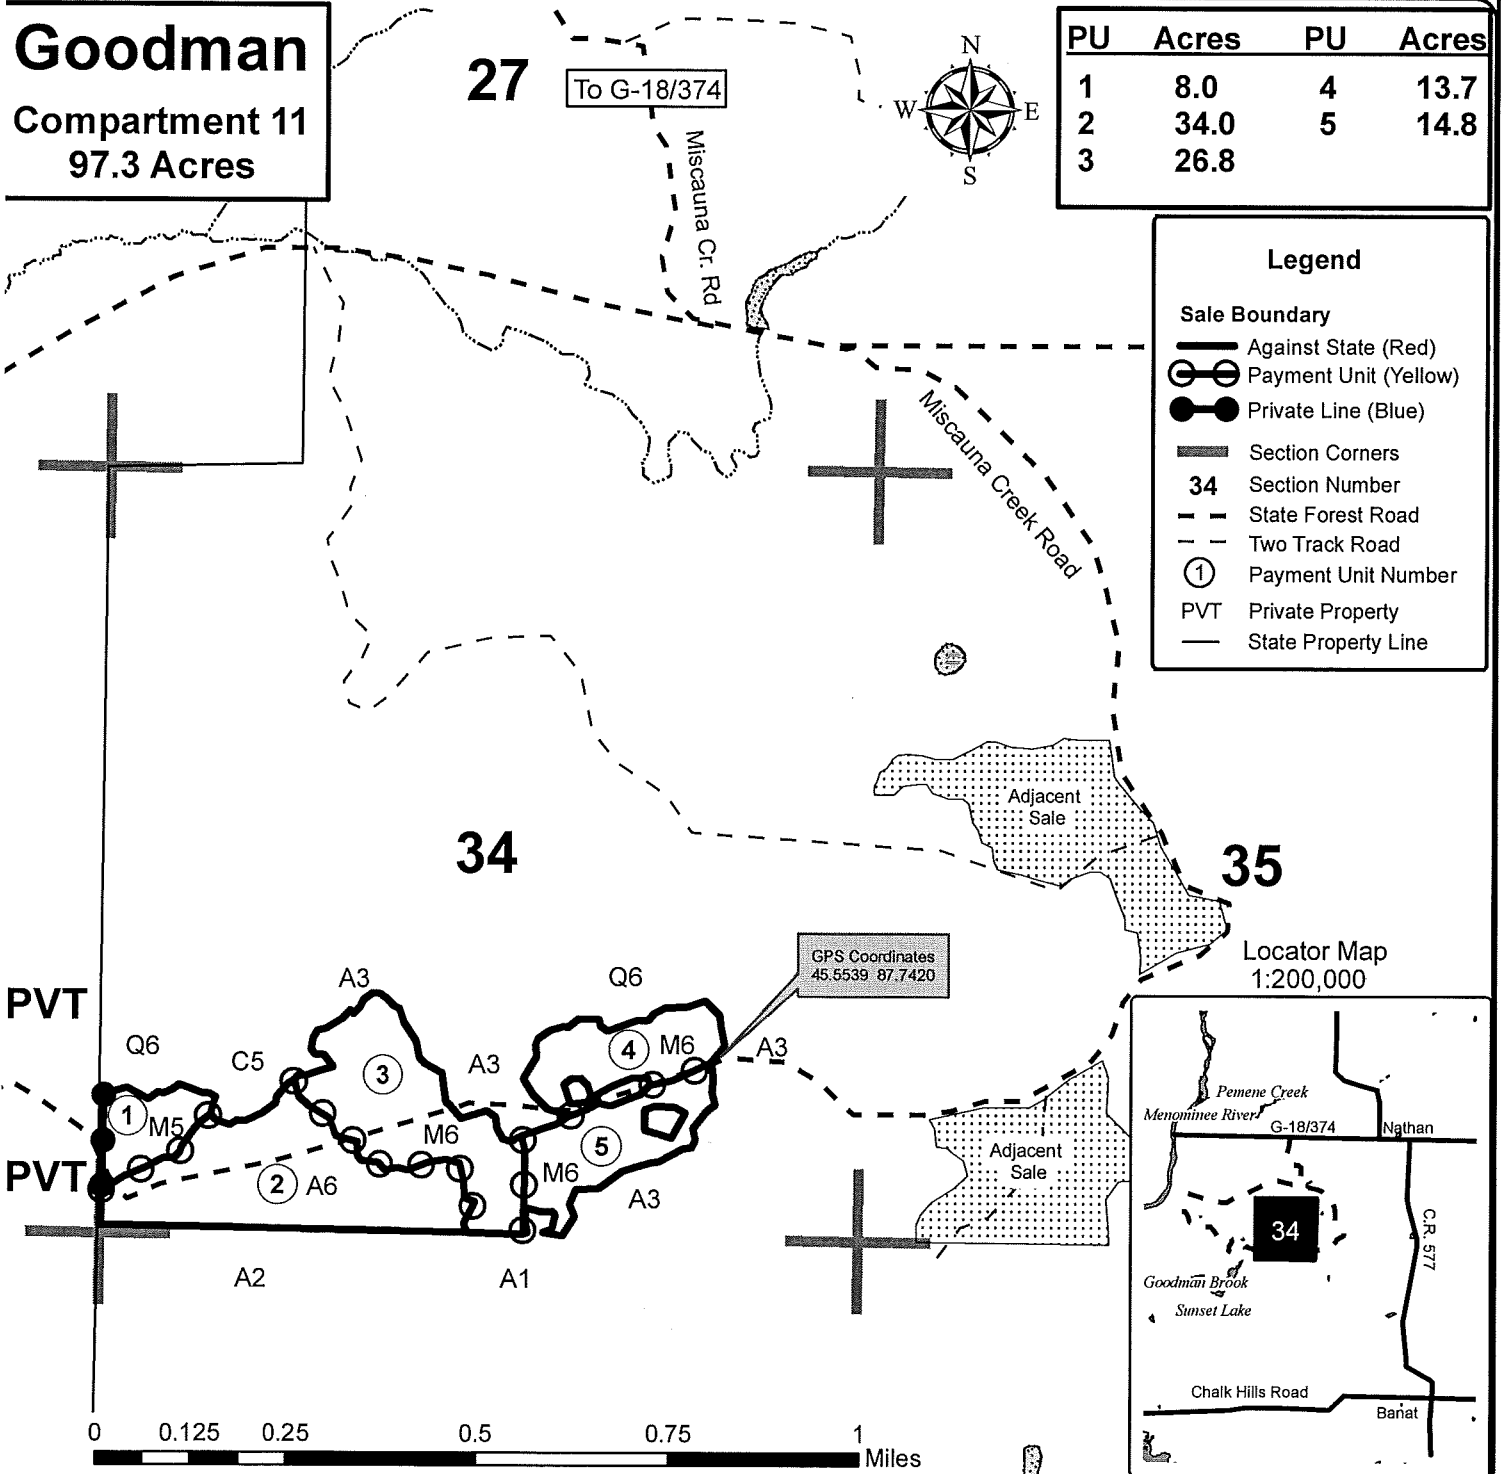 Goodman
Compartment 11
97.3 Acres
27
To G-18/374
Miscauna Cr. Rd
N
W E
S
PU Acres PU Acres
1 8.0 4 13.7
2 34.0 5 14.8
3 26.8
Legend
Sale Boundary
Against State (Red)
Payment Unit (Yellow)
Private Line (Blue)
Section Corners
34 Section Number
State Forest Road
Two Track Road
1 Payment Unit Number
PVT Private Property
State Property Line
Miscauna Creek Road
Adjacent
Sale
34
35
GPS Coordinates
45.5539 87.7420
PVT
A3
Q6
Q6
C5
3
A3
4
M6
A3
1
M5
M6
5
PVT
2
A6
M6
A3
A2
A1
Adjacent
Sale
Locator Map
1:200,000
Pemene Creek
Menominee River
G-18/374
Nathan
34
C.R. 577
Goodman Brook
Sunset Lake
Chalk Hills Road
Banat
0 0.125 0.25 0.5 0.75 1
Miles